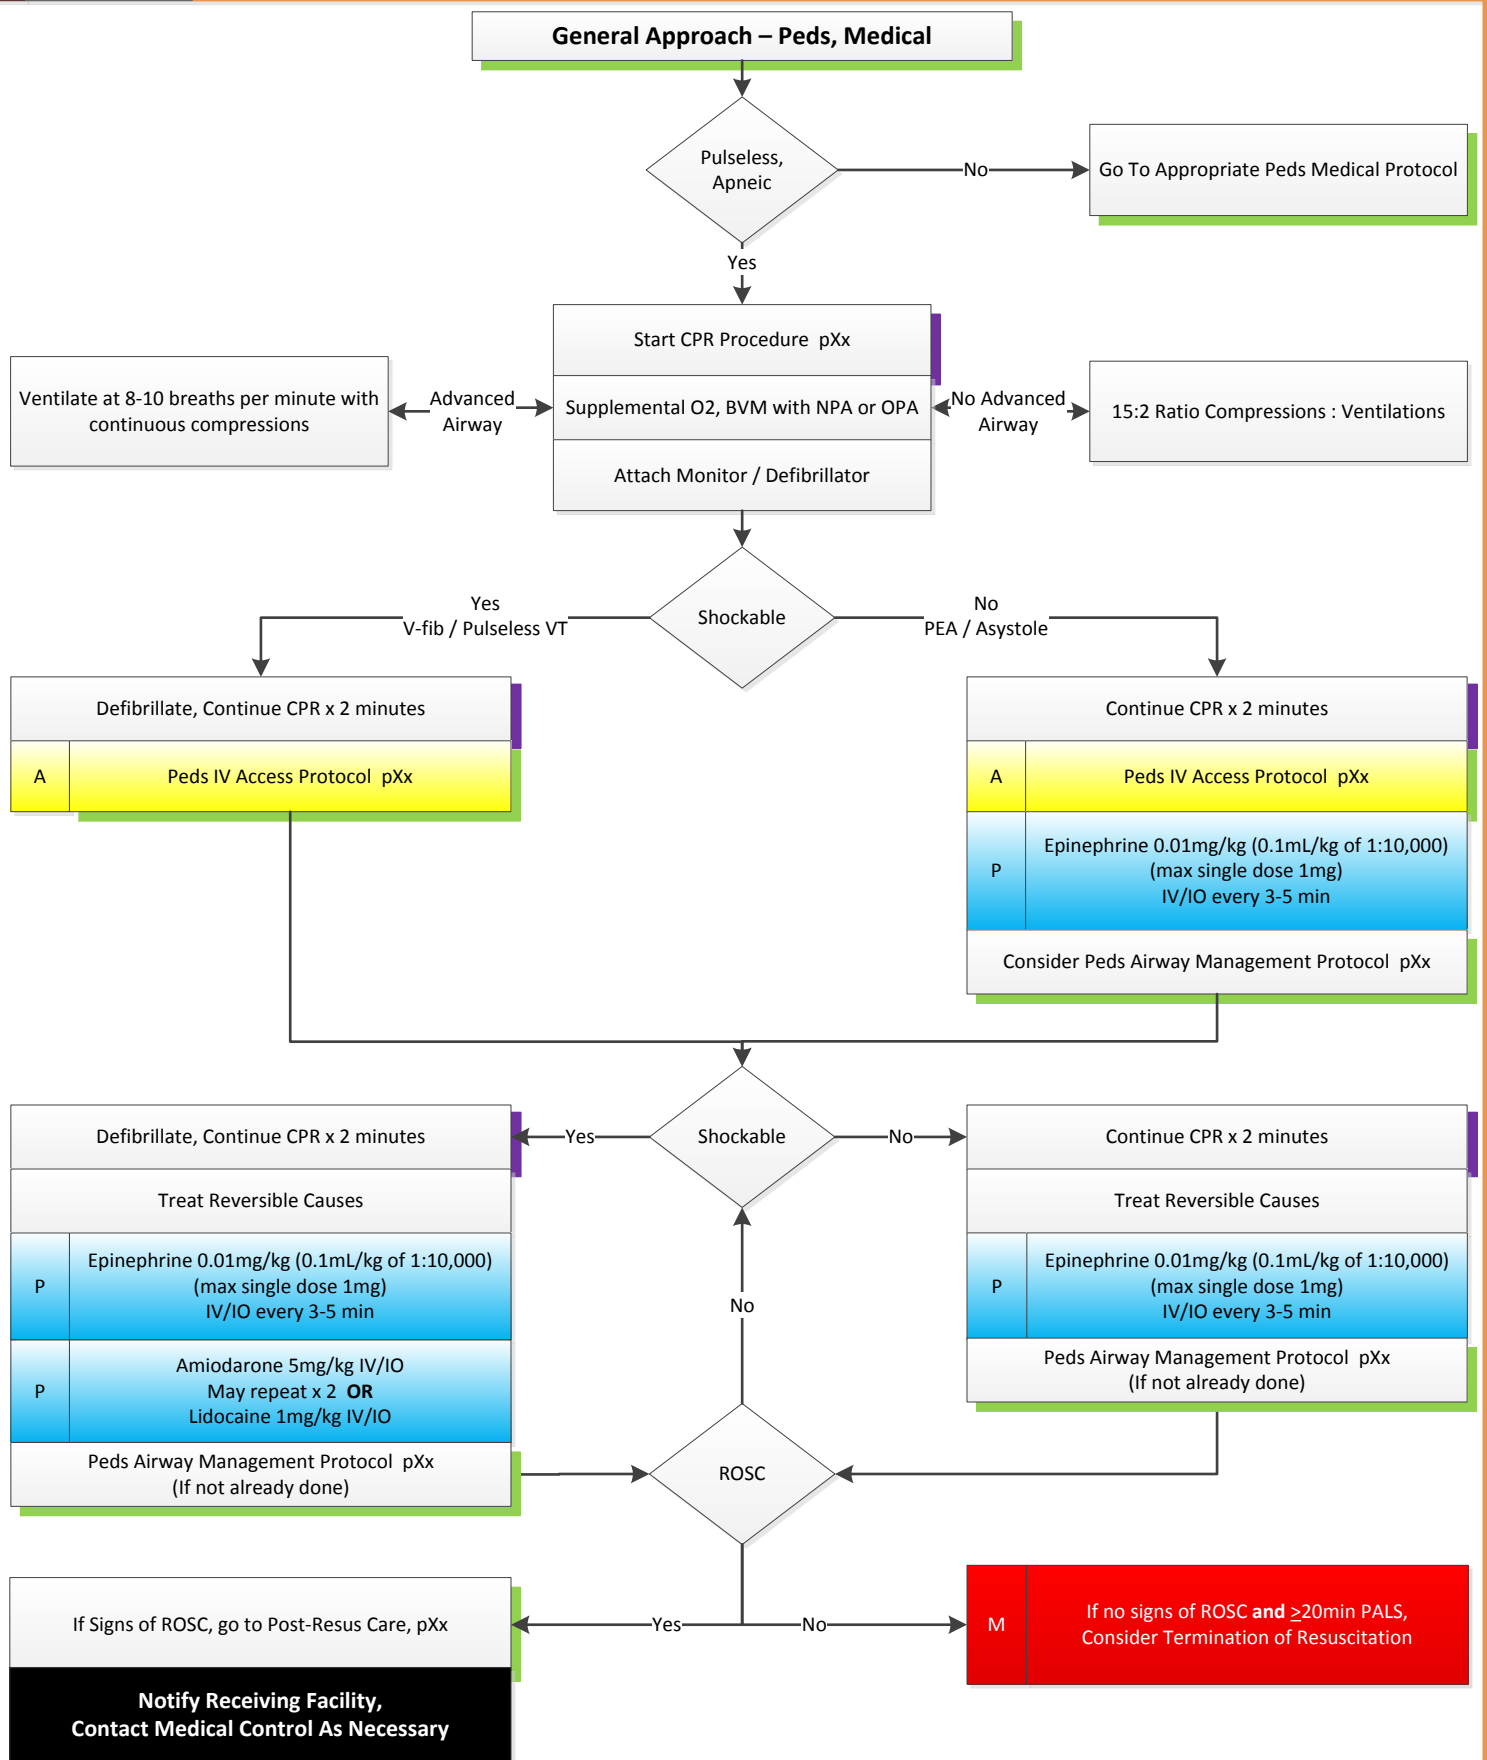 General Approach – Peds, Medical
Pulseless,
Apneic
No
Go To Appropriate Peds Medical Protocol
Yes
Start CPR Procedure pXx
Ventilate at 8-10 breaths per minute with
continuous compressions
Advanced
Airway
Supplemental O2, BVM with NPA or OPA
No Advanced
Airway
15:2 Ratio Compressions : Ventilations
Attach Monitor / Defibrillator
Yes
V-fib / Pulseless VT
Shockable
No
PEA / Asystole
Defibrillate, Continue CPR x 2 minutes
A
Peds IV Access Protocol pXx
Continue CPR x 2 minutes
A
Peds IV Access Protocol pXx
P
Epinephrine 0.01mg/kg (0.1mL/kg of 1:10,000)
(max single dose 1mg)
IV/IO every 3-5 min
Consider Peds Airway Management Protocol pXx
Shockable
Yes
No
Defibrillate, Continue CPR x 2 minutes
Treat Reversible Causes
P
Epinephrine 0.01mg/kg (0.1mL/kg of 1:10,000)
(max single dose 1mg)
IV/IO every 3-5 min
P
Amiodarone 5mg/kg IV/IO
May repeat x 2 OR
Lidocaine 1mg/kg IV/IO
Peds Airway Management Protocol pXx
(If not already done)
Continue CPR x 2 minutes
Treat Reversible Causes
P
Epinephrine 0.01mg/kg (0.1mL/kg of 1:10,000)
(max single dose 1mg)
IV/IO every 3-5 min
Peds Airway Management Protocol pXx
(If not already done)
No
ROSC
Yes
No
If Signs of ROSC, go to Post-Resus Care, pXx
Notify Receiving Facility,
Contact Medical Control As Necessary
M
If no signs of ROSC and ≥20min PALS,
Consider Termination of Resuscitation